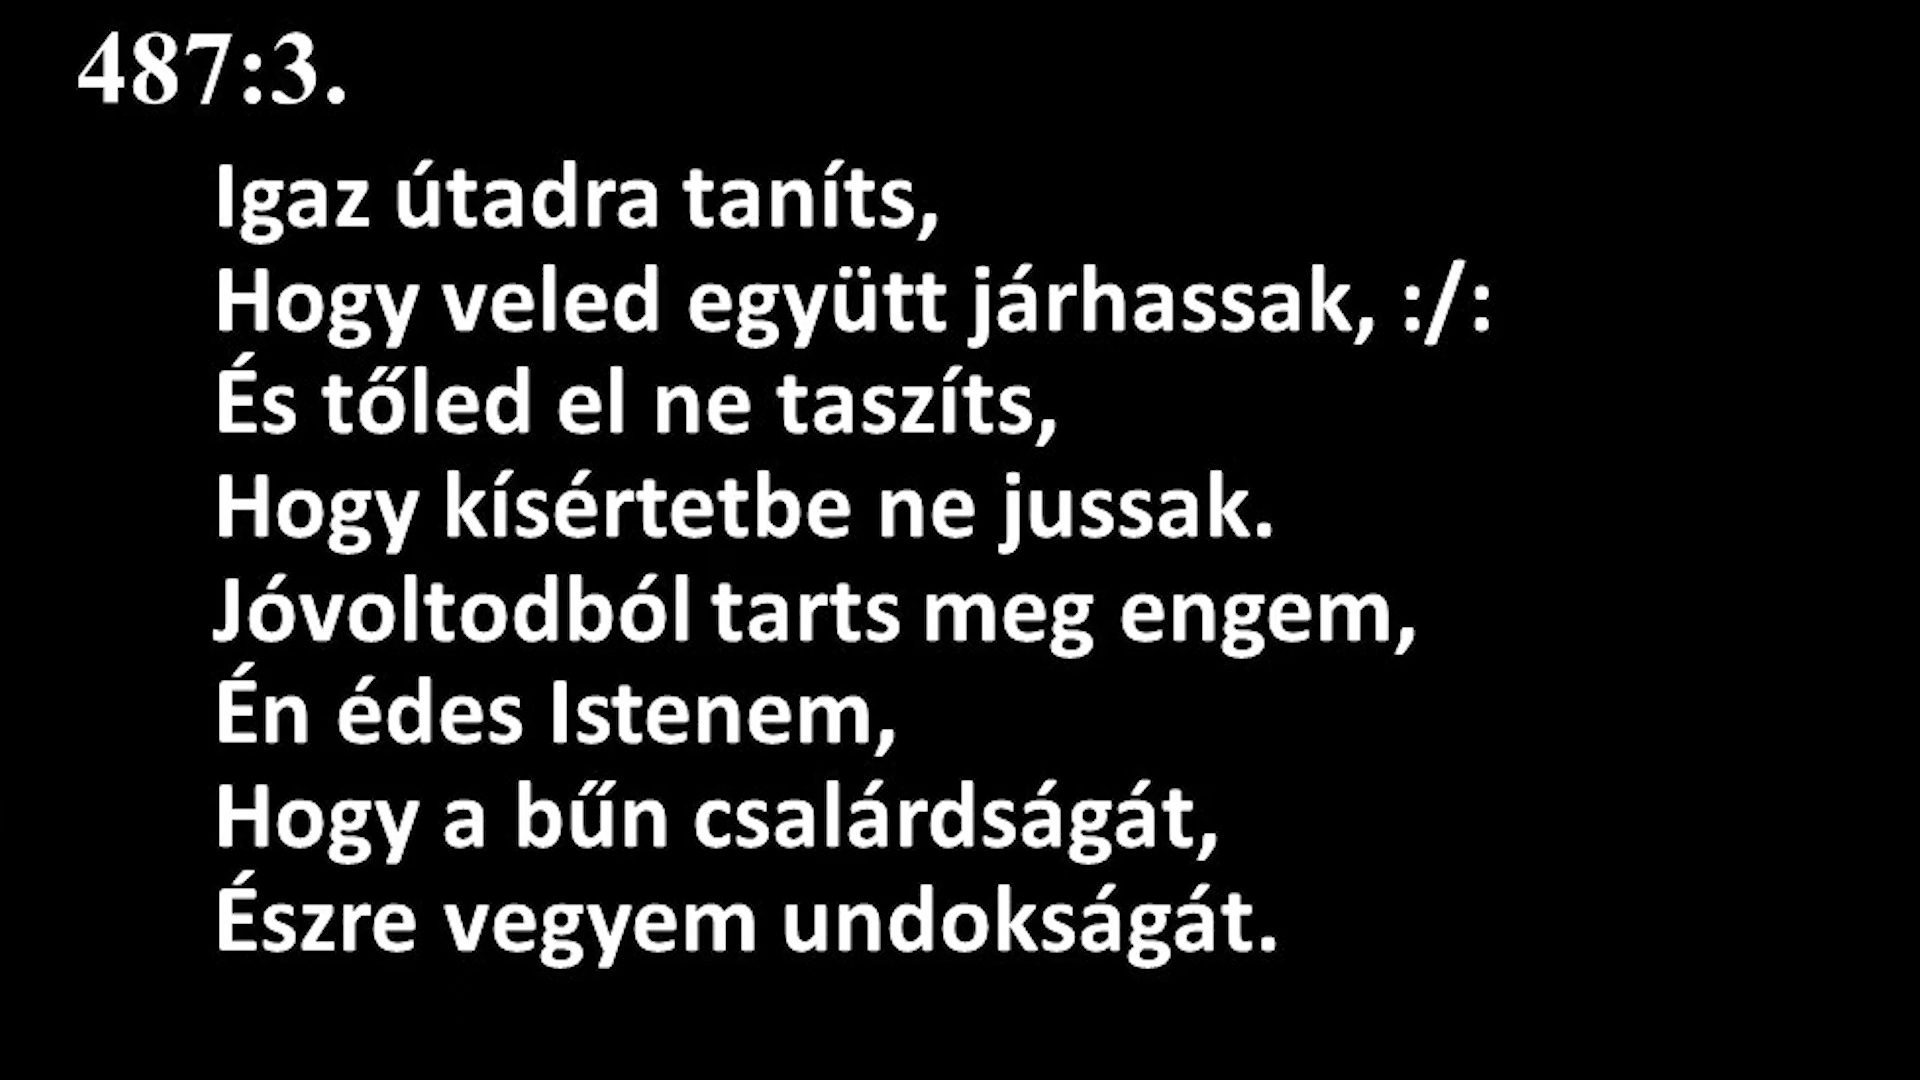 487:3.
Igaz útadra taníts,
Hogy veled együtt járhassak, :/:
És tőled el ne taszíts,
Hogy kísértetbe ne jussak.
Jóvoltodból tarts meg engem,
Én édes Istenem,
Hogy a bűn csalárdságát,
Észre vegyem undokságát.